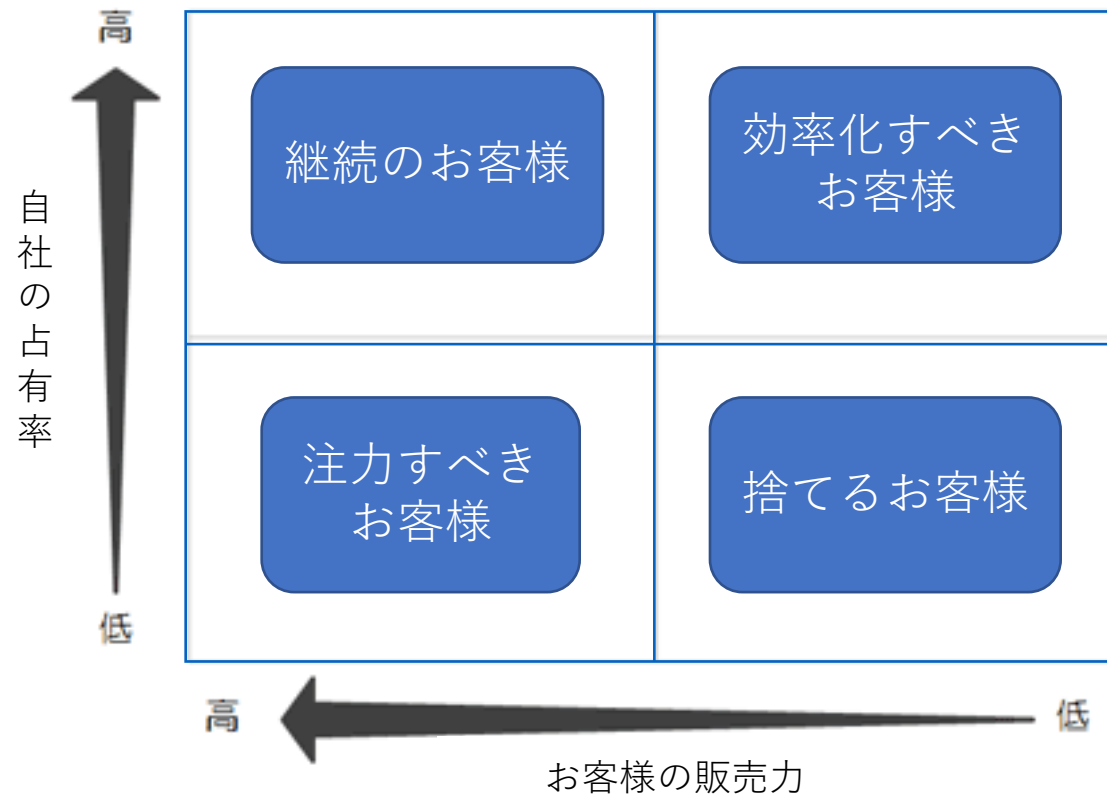 高
自社の占有率
低
継続のお客様
効率化すべき
お客様
注力すべき
お客様
捨てるお客様
高
低
お客様の販売力